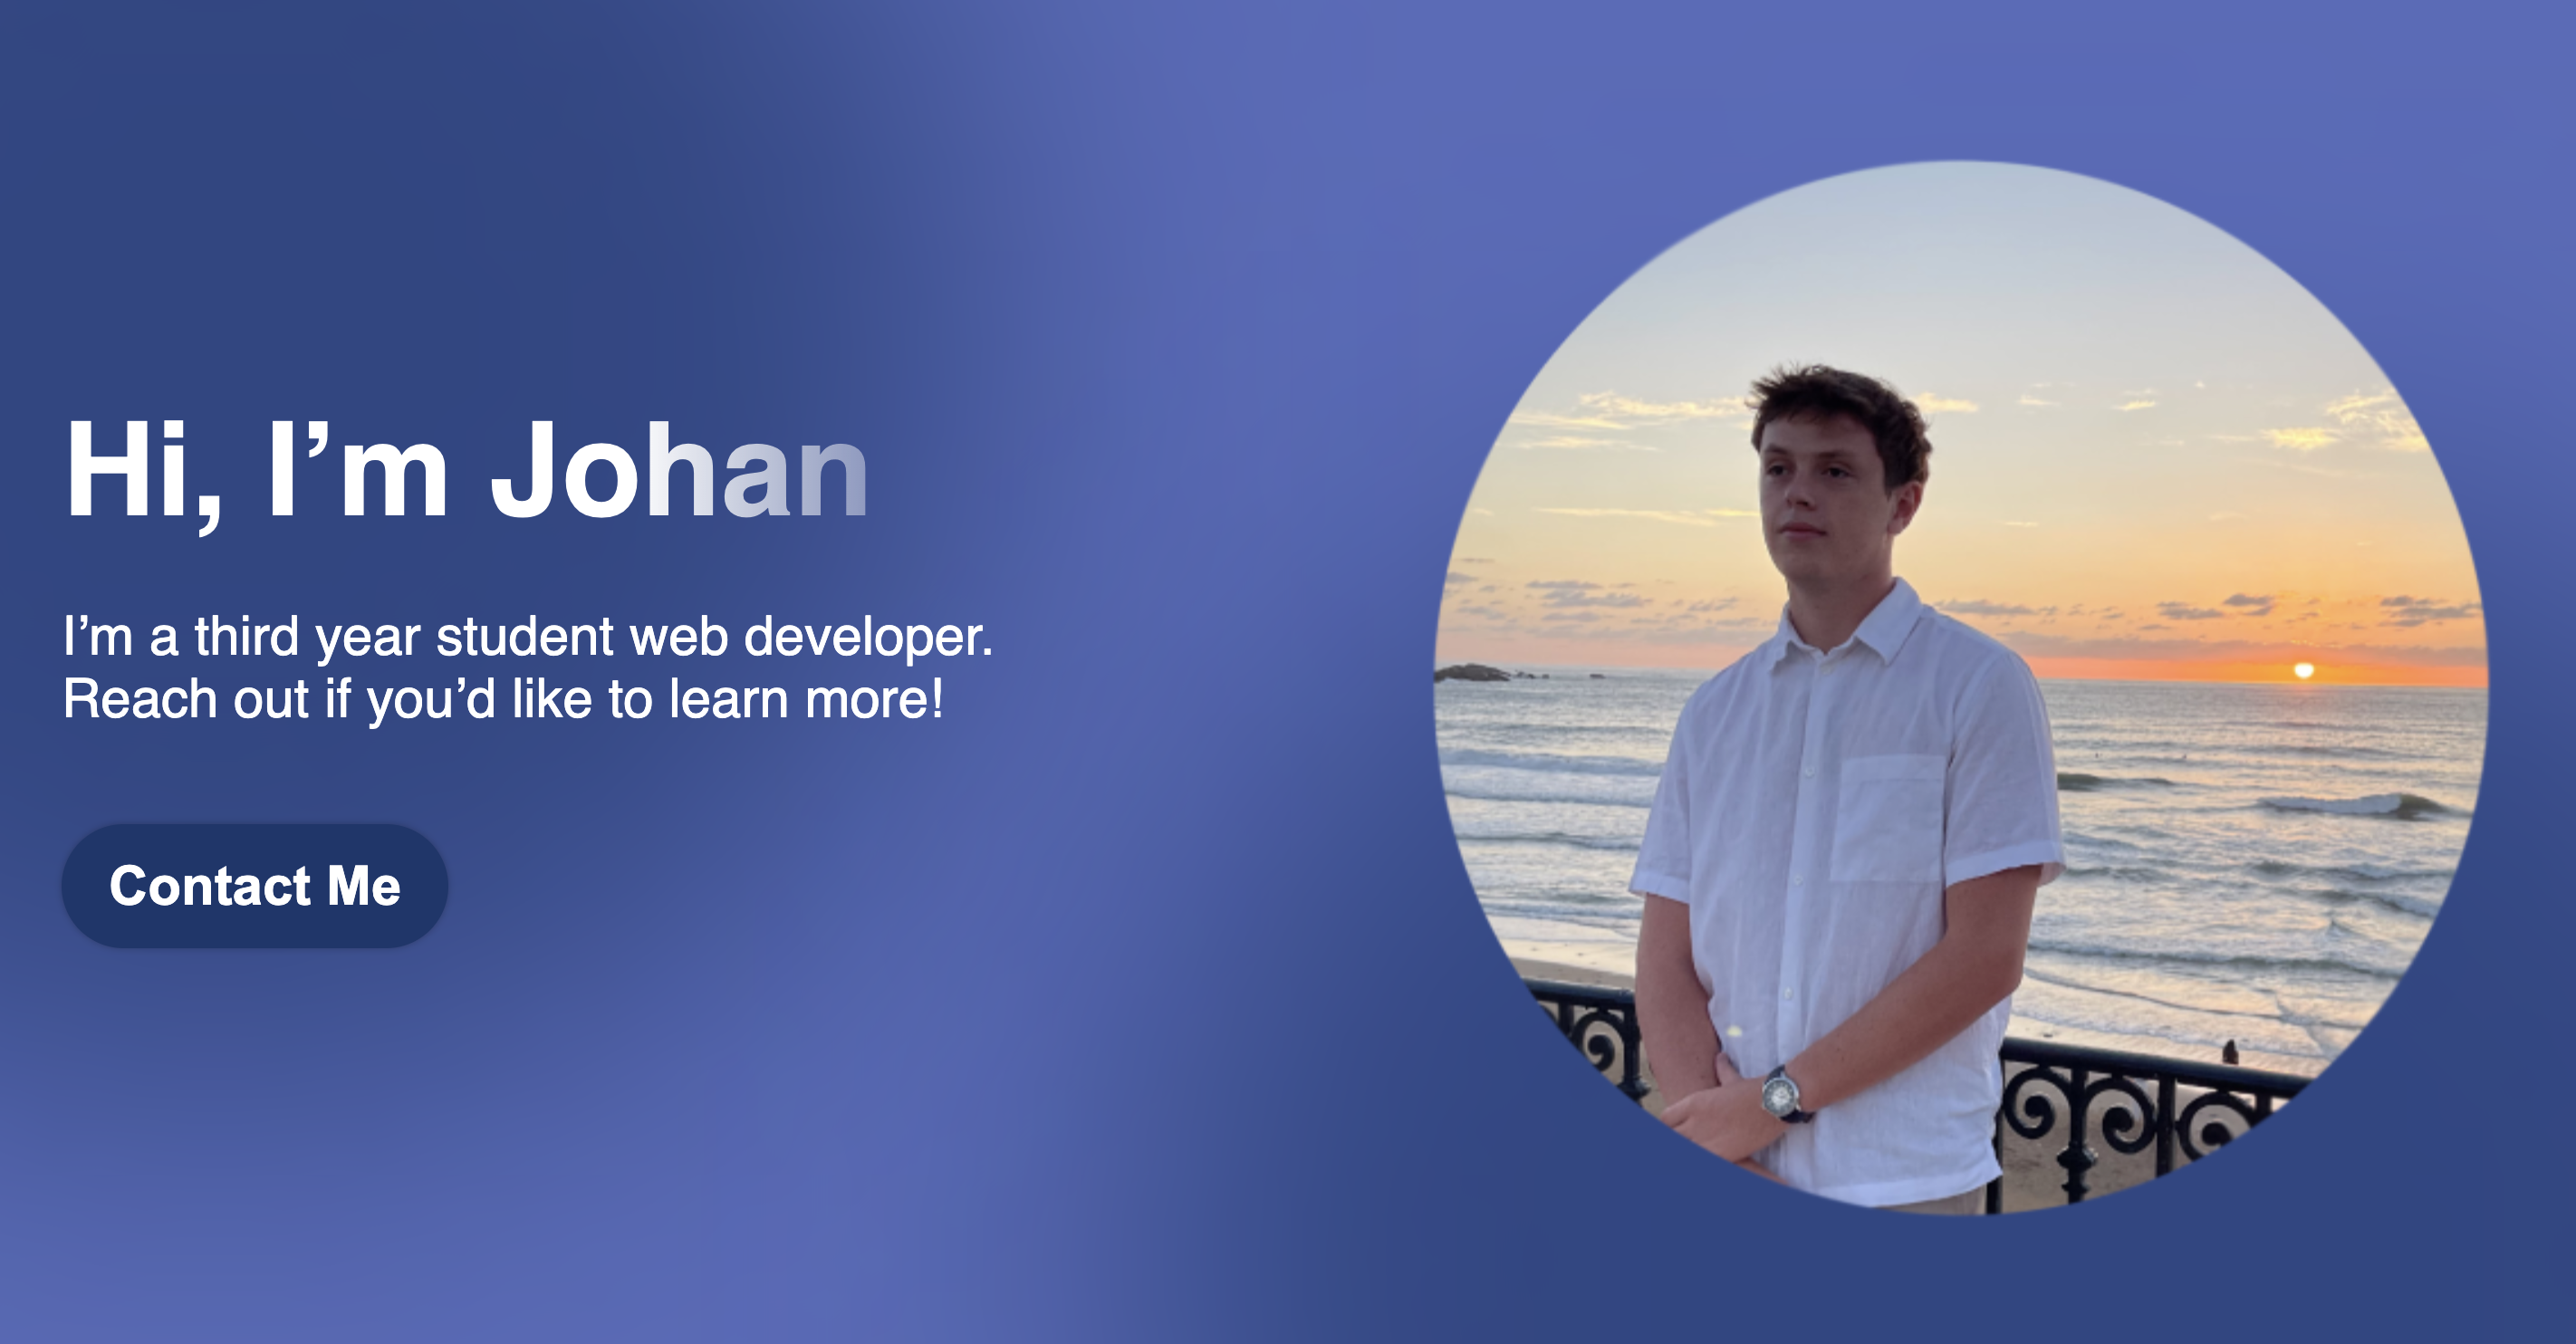 Hi, I’m Johan
I’m a third year student web developer.
Reach out if you’d like to learn more!
Contact Me